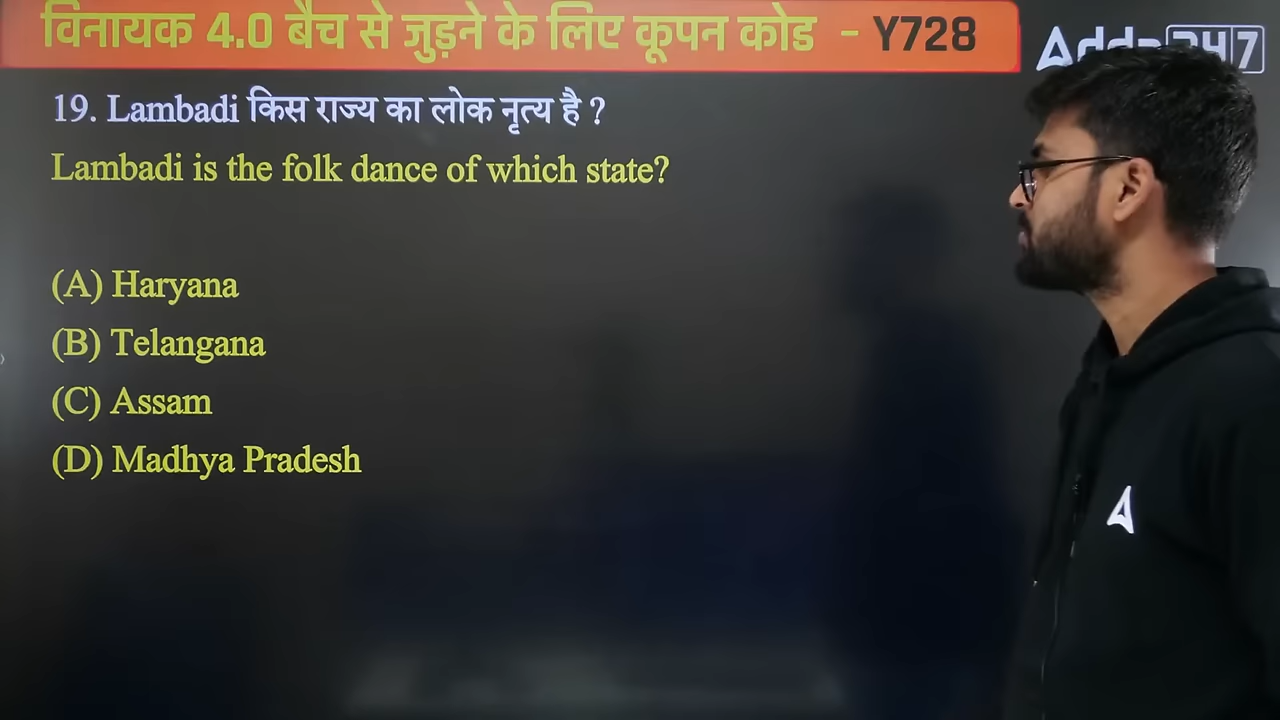 विनायक 4.0 बैच से जुड़ने के लिए कूपन कोड - Y728
19. Lambadi किस राज्य का लोक नृत्य है ?
Lambadi is the folk dance of which state?
(A) Haryana
(B) Telangana
(C) Assam
(D) Madhya Pradesh